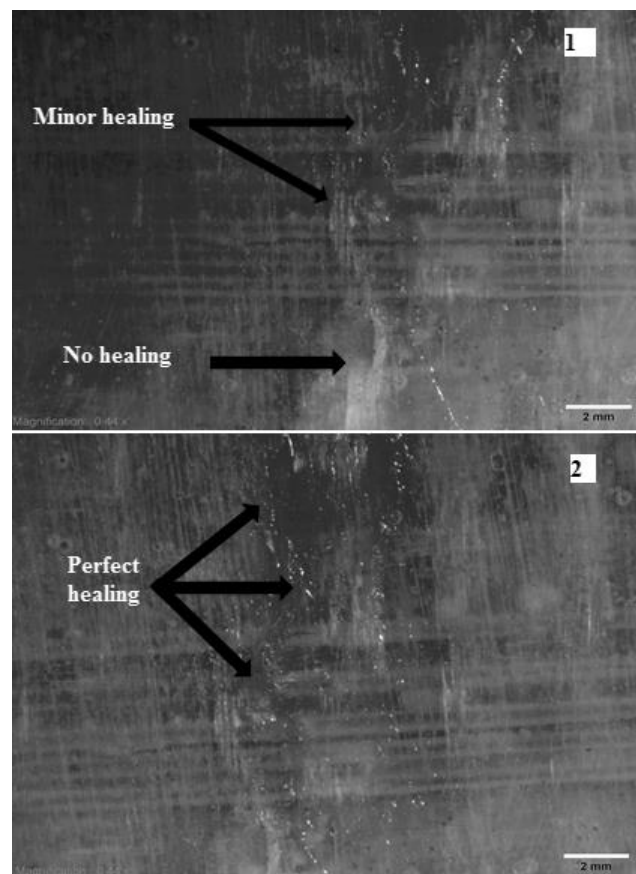 1
Minor healing
No healing
Magnification: 0.44 x
2 mm
2
Perfect
healing
2 mm